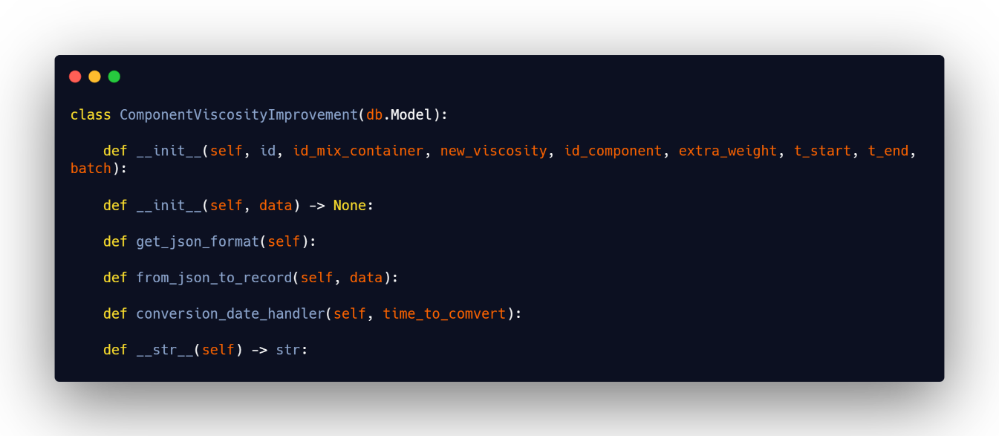 class ComponentViscosityImprovement(db.Model):
def __init__(self, id, id_mix_container, new_viscosity, id_component, extra_weight, t_start, t_end,
batch):
def __init__(self, data) -> None:
def get_json_format(self):
def from_json_to_record(self, data):
def conversion_date_handler(self, time_to_comvert):
def __str__(self) -> str: